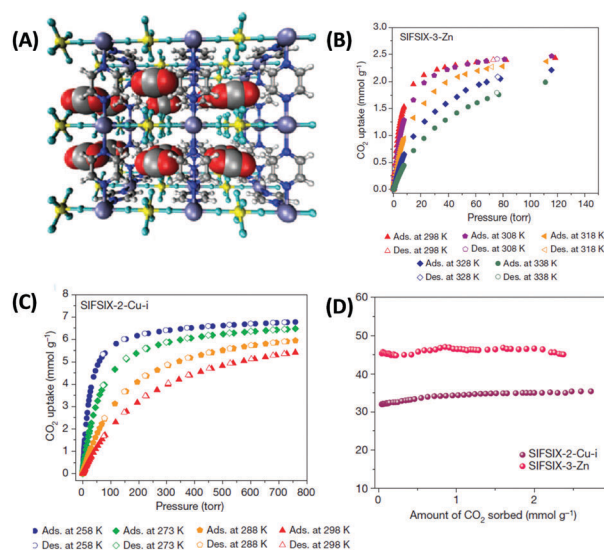 (A)
(B)
SIFSIX-3-Zn
CO2 uptake (mmol g⁻¹)
3.0
2.5
2.0
1.5
1.0
0.5
0.0
0 20 40 60 80 100 120
Pressure (torr)
Ads. at 298 K Ads. at 308 K Ads. at 318 K
Des. at 298 K Des. at 308 K Des. at 318 K
Ads. at 328 K Ads. at 338 K
Des. at 328 K Des. at 338 K
(C)
SIFSIX-2-Cu-i
CO₂ uptake (mmol g⁻¹)
8
7
6
5
4
3
2
1
0
0 100 200 300 400 500 600 700 800
Pressure (torr)
Ads. at 258 K Ads. at 273 K Ads. at 288 K Ads. at 298 K
Des. at 258 K Des. at 273 K Des. at 288 K Des. at 298 K
(D)
60
50
40
30
20
SIFSIX-2-Cu-i
SIFSIX-3-Zn
0 1 2
Amount of CO₂ sorbed (mmol g⁻¹)